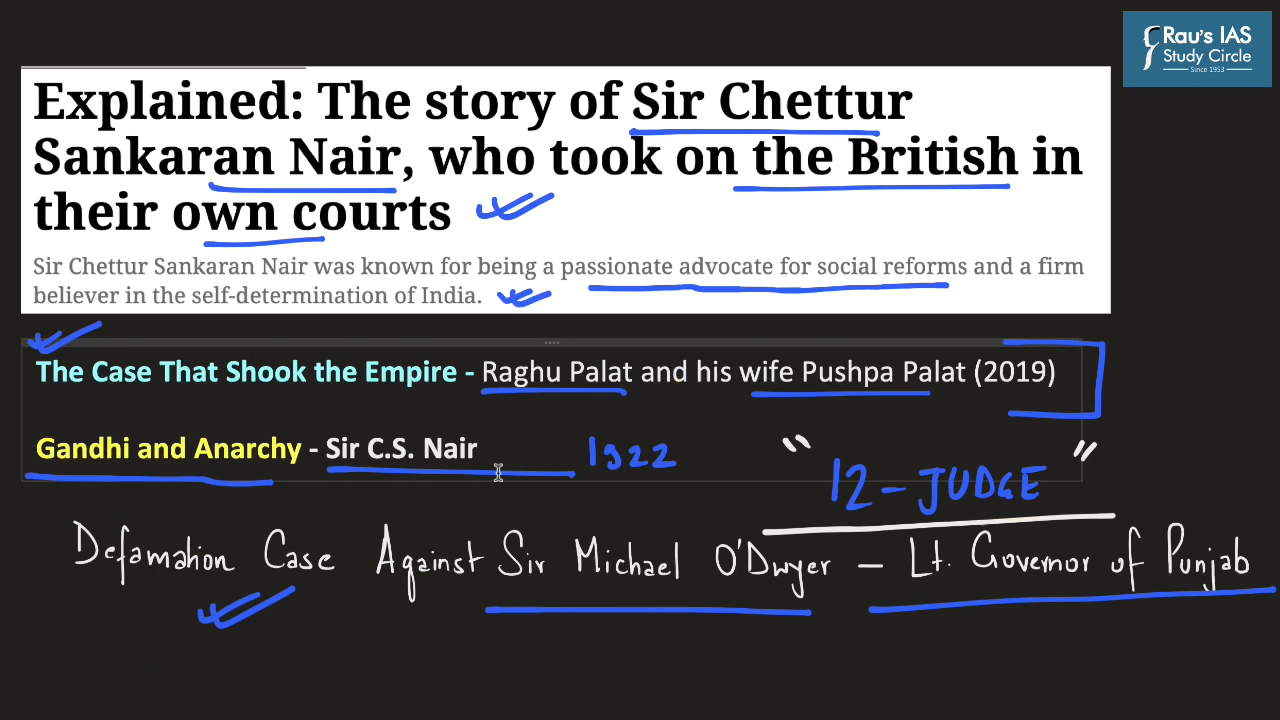 Rau's IAS
Study Circle
Since 1953
Explained: The story of Sir Chettur
Sankaran Nair, who took on the British in
their own courts
Sir Chettur Sankaran Nair was known for being a passionate advocate for social reforms and a firm
believer in the self-determination of India.
The Case That Shook the Empire - Raghu Palat and his wife Pushpa Palat (2019)
Gandhi and Anarchy - Sir C.S. Nair 1922
" 12 - JUDGE "
Defamation Case Against Sir Michael O'Dwyer - Lt. Governor of Punjab